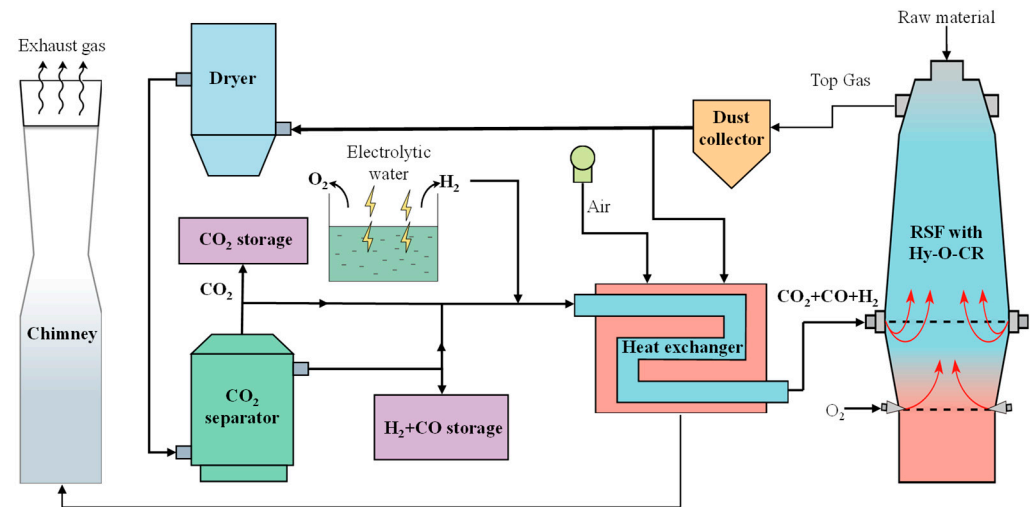 Raw material
Exhaust gas
Top Gas
Dryer
Dust
collector
Electrolytic
water
O₂
H₂
Air
CO₂ storage
RSF with
Hy-O-CR
CO₂
CO₂+CO+H₂
Chimney
Heat exchanger
CO₂
separator
H₂+CO storage
O₂